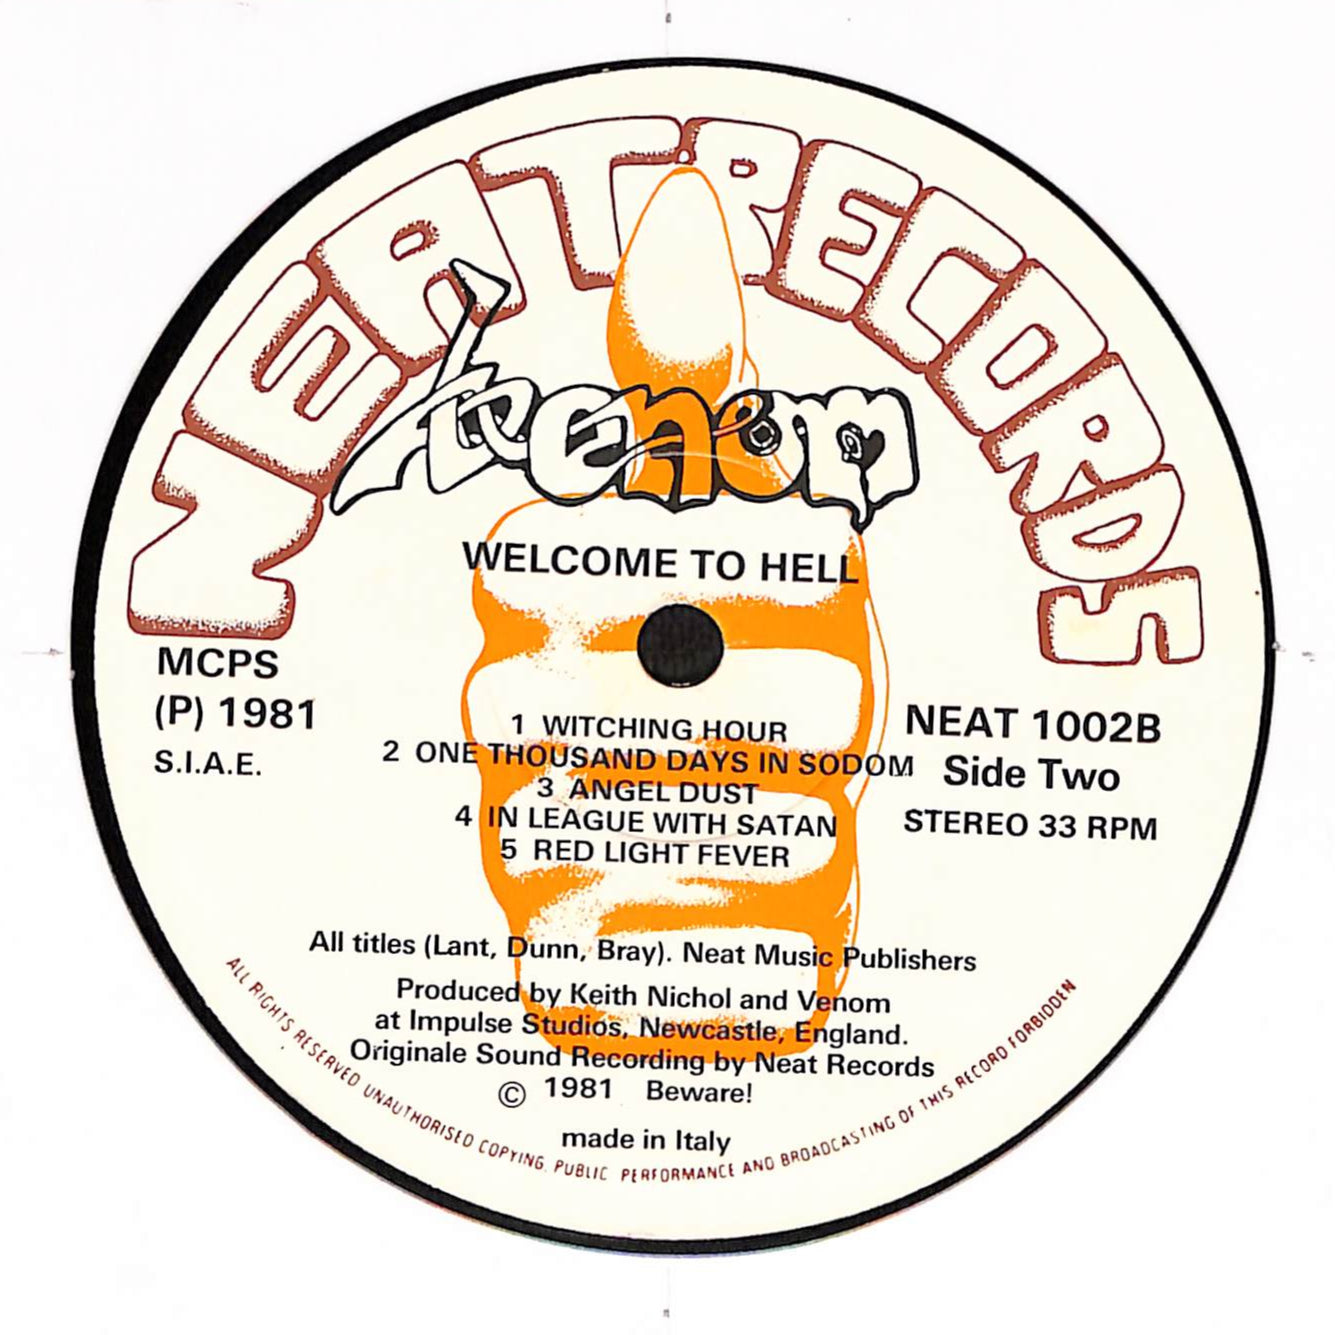 NEAT RECORDS
Venom
WELCOME TO HELL
MCPS
(P) 1981
S.I.A.E.
1 WITCHING HOUR
2 ONE THOUSAND DAYS IN SODOM
3 ANGEL DUST
4 IN LEAGUE WITH SATAN
5 RED LIGHT FEVER
NEAT 1002B
Side Two
STEREO 33 RPM
All titles (Lant, Dunn, Bray). Neat Music Publishers
Produced by Keith Nichol and Venom
at Impulse Studios, Newcastle, England.
Originale Sound Recording by Neat Records
© 1981 Beware!
made in Italy
ALL RIGHTS RESERVED UNAUTHORISED COPYING. PUBLIC PERFORMANCE AND BROADCASTING OF THIS RECORD FORBIDDEN